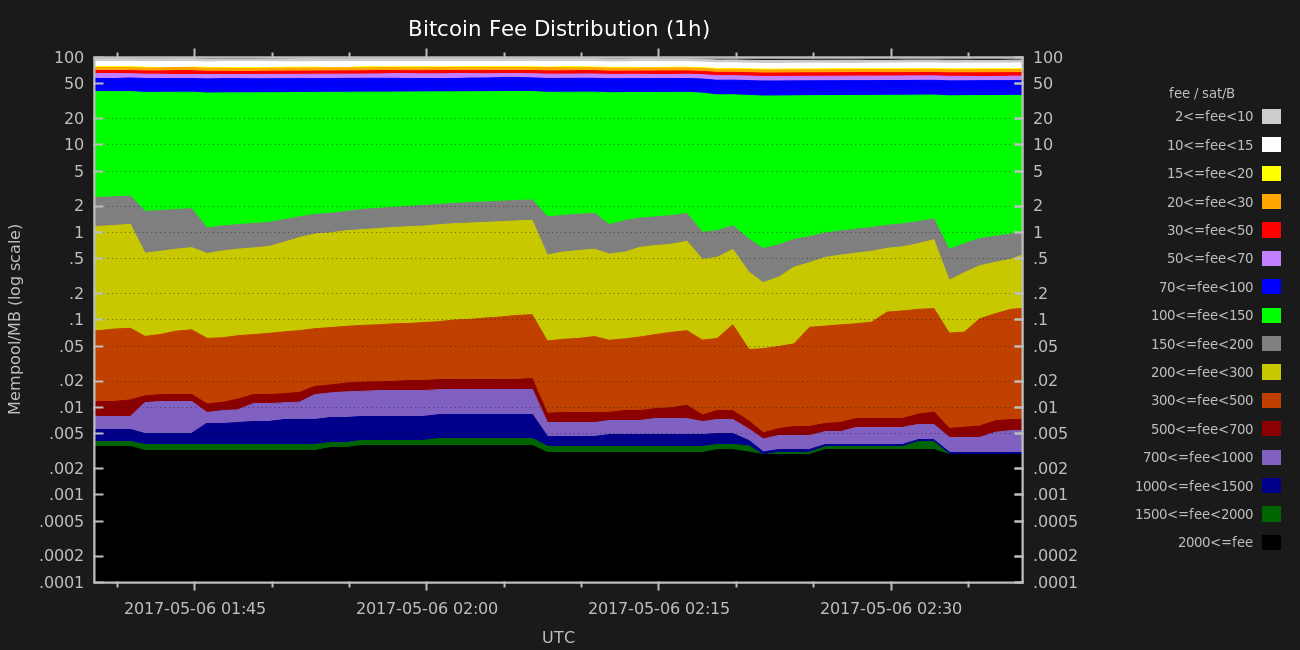 Bitcoin Fee Distribution (1h)
100
50
20
10
5
2
1
.5
.2
.1
.05
.02
.01
.005
.002
.001
.0005
.0002
.0001
Mempool/MB (log scale)
100
50
20
10
5
2
1
.5
.2
.1
.05
.02
.01
.005
.002
.001
.0005
.0002
.0001
2017-05-06 01:45
2017-05-06 02:00
2017-05-06 02:15
2017-05-06 02:30
UTC
fee / sat/B
2<=fee<10
10<=fee<15
15<=fee<20
20<=fee<30
30<=fee<50
50<=fee<70
70<=fee<100
100<=fee<150
150<=fee<200
200<=fee<300
300<=fee<500
500<=fee<700
700<=fee<1000
1000<=fee<1500
1500<=fee<2000
2000<=fee